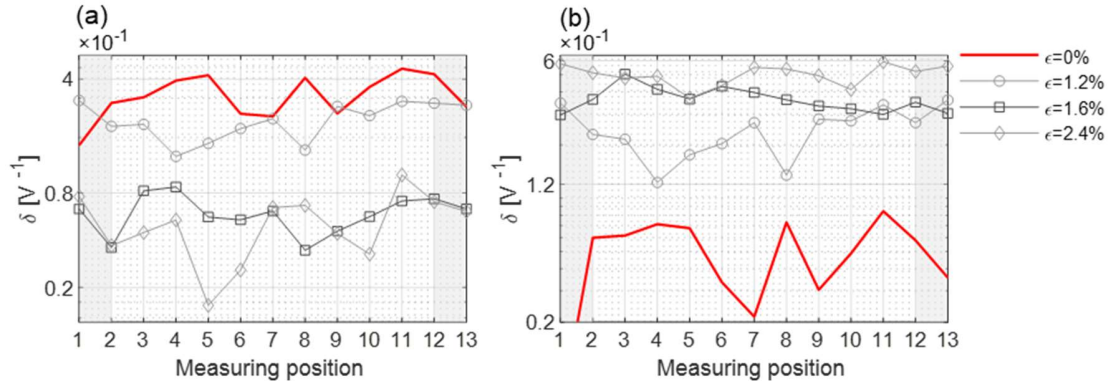 (a)
×10⁻¹
4
0.8
0.2
δ [V ⁻¹]
1 2 3 4 5 6 7 8 9 10 11 12 13
Measuring position
(b)
×10⁻¹
6
1.2
0.2
δ [V ⁻¹]
1 2 6 4 5 6 7 8 9 10 11 12 13
Measuring position
ϵ=0%
ϵ=1.2%
ϵ=1.6%
ϵ=2.4%